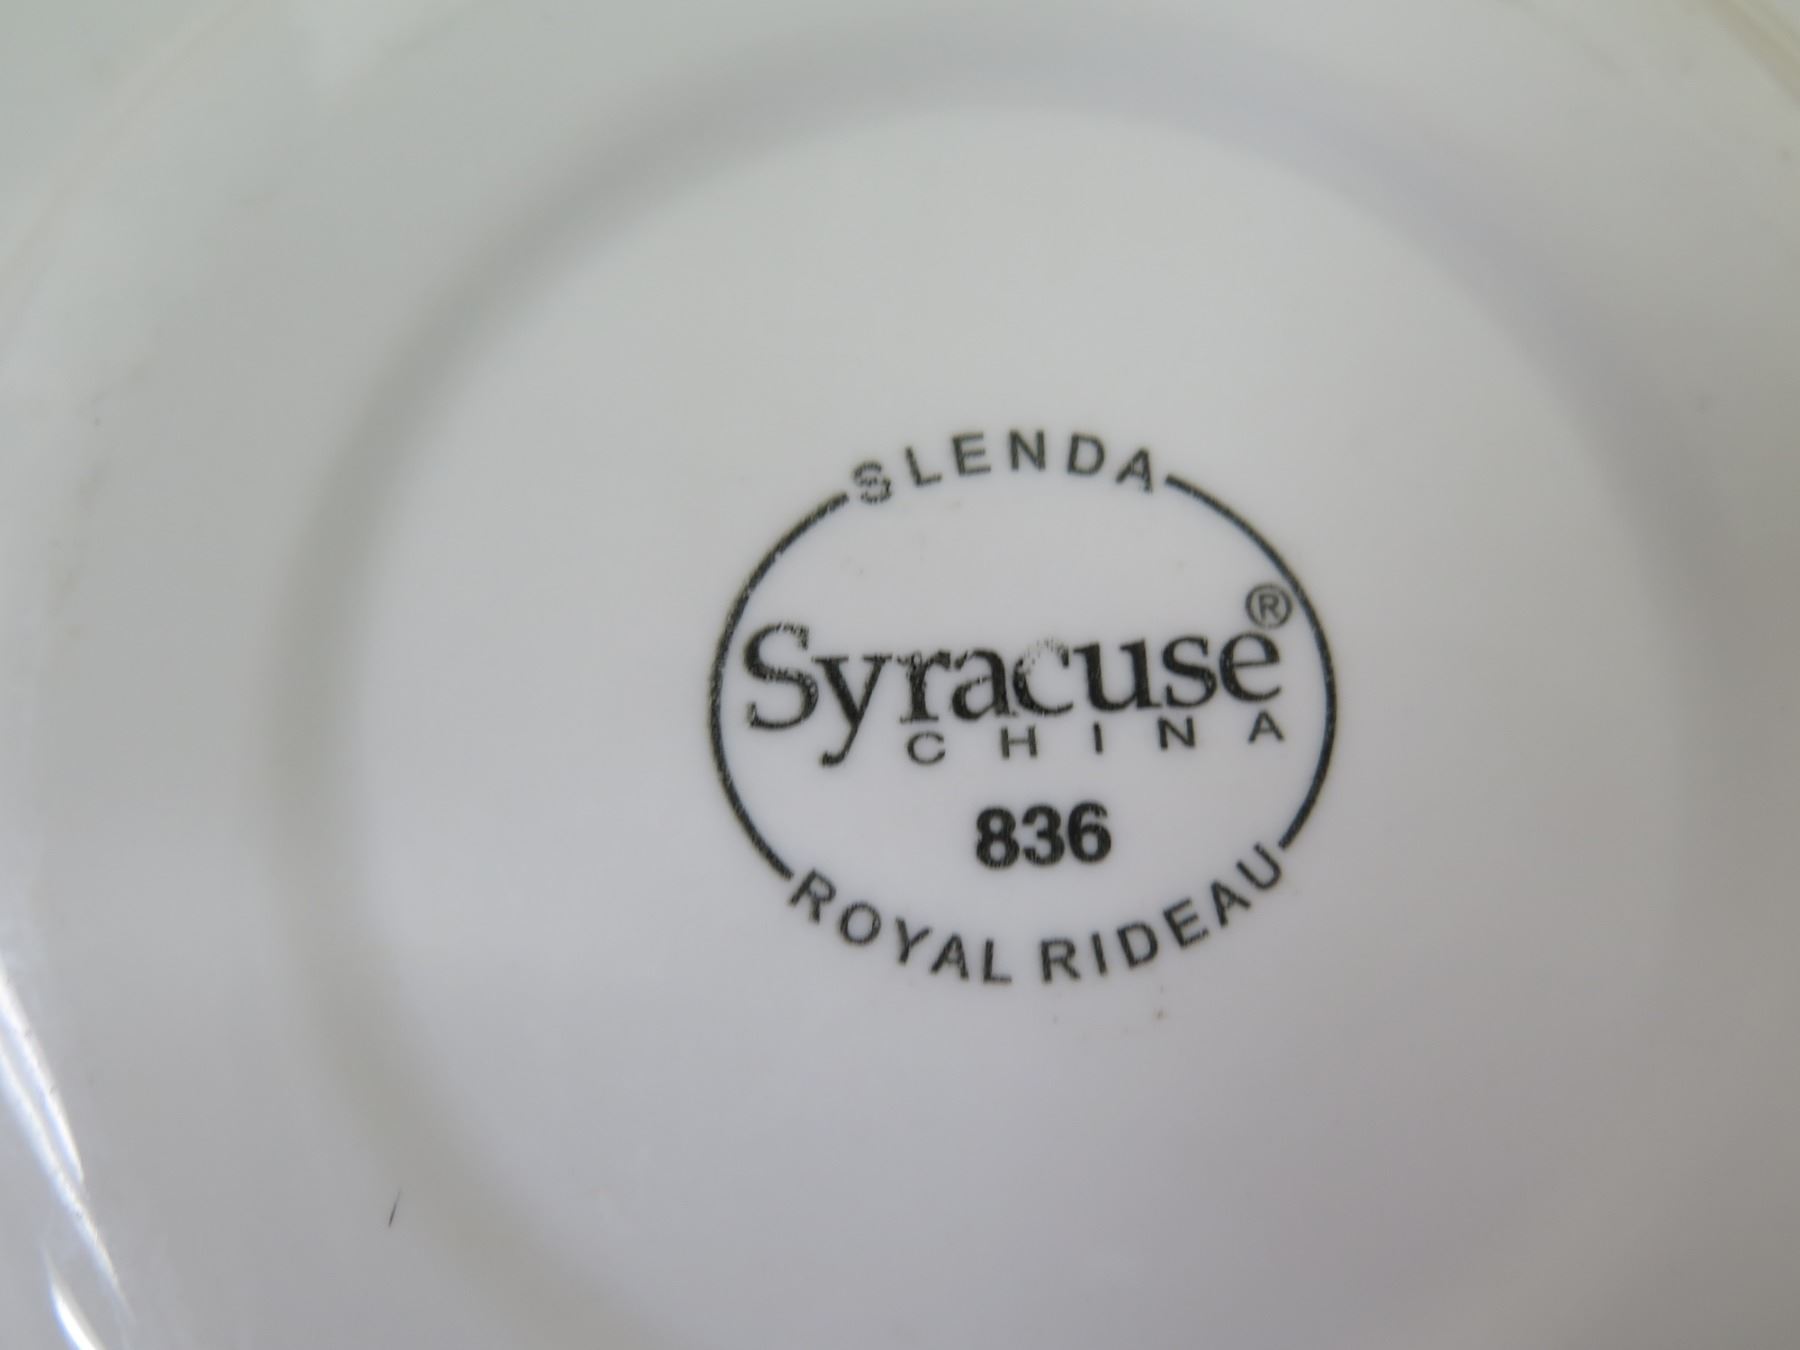 SLENDA
Syracuse®
CHINA
836
ROYAL RIDEAU